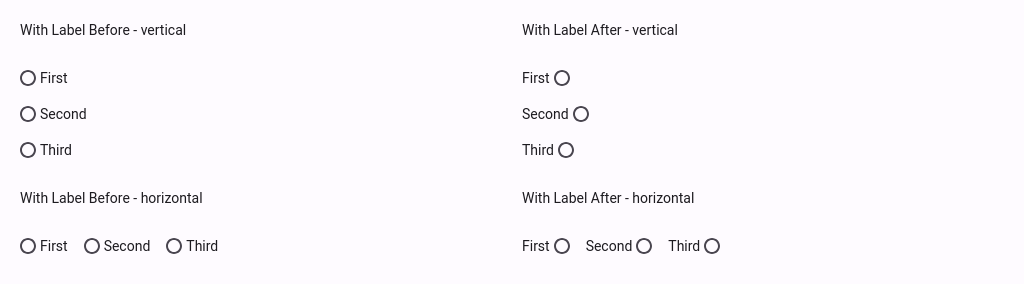 With Label Before - vertical
First
Second
Third
With Label Before - horizontal
First Second Third
With Label After - vertical
First
Second
Third
With Label After - horizontal
First Second Third